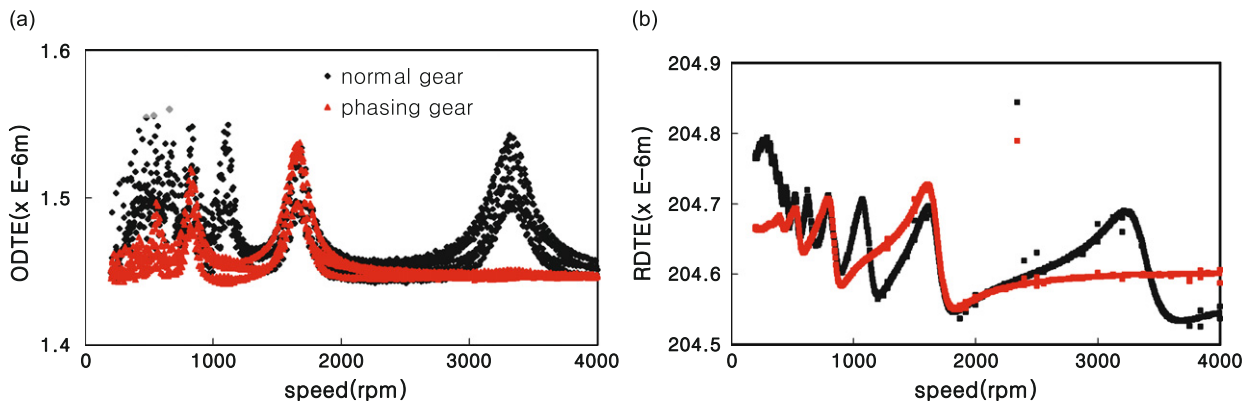 (a)
ODTE(x E-6m)
1.6
1.5
1.4
normal gear
phasing gear
0 1000 2000 3000 4000
speed(rpm)
(b)
RDTE(x E-6m)
204.9
204.8
204.7
204.6
204.5
0 1000 2000 3000 4000
speed(rpm)